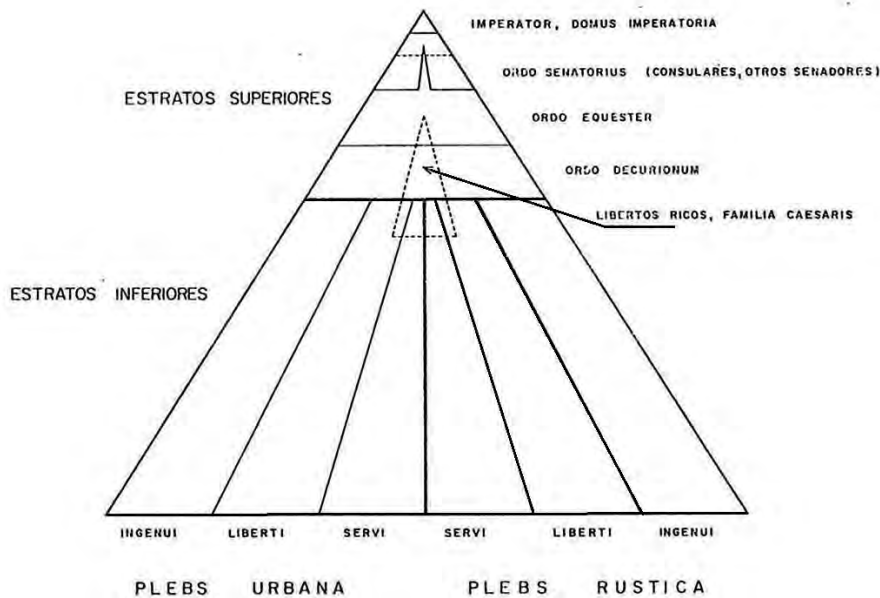 IMPERATOR, DOMUS IMPERATORIA
ORDO SENATORIUS (CONSULARES, OTROS SENADORES)
ESTRATOS SUPERIORES
ORDO EQUESTER
ORDO DECURIONUM
LIBERTOS RICOS, FAMILIA CAESARIS
ESTRATOS INFERIORES
INGENUI LIBERTI SERVI SERVI LIBERTI INGENUI
PLEBS URBANA PLEBS RUSTICA